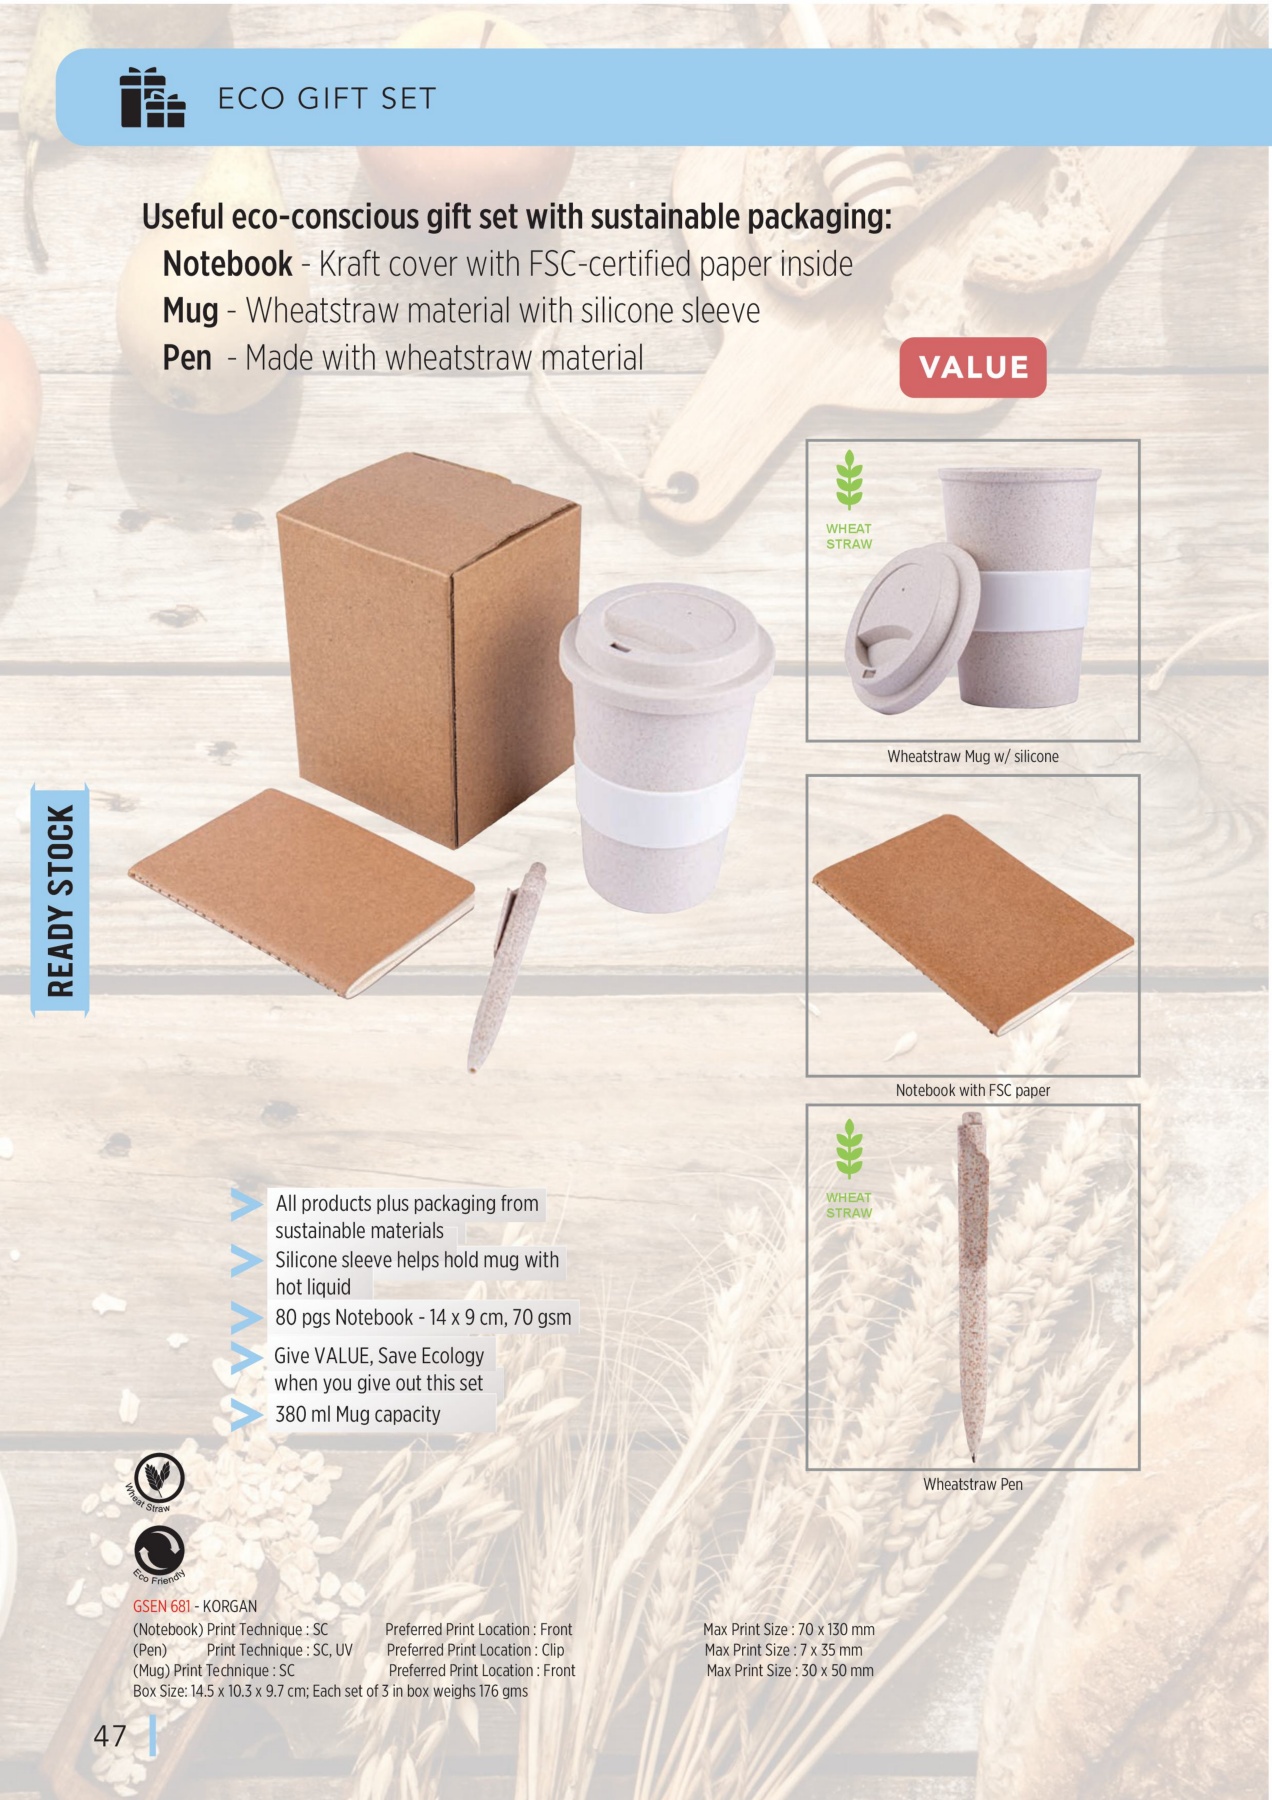 ECO GIFT SET
Useful eco-conscious gift set with sustainable packaging:
Notebook - Kraft cover with FSC-certified paper inside
Mug - Wheatstraw material with silicone sleeve
Pen - Made with wheatstraw material
VALUE
WHEAT
STRAW
Wheatstraw Mug w/ silicone
READY STOCK
Notebook with FSC paper
WHEAT
STRAW
Wheatstraw Pen
All products plus packaging from
sustainable materials
Silicone sleeve helps hold mug with
hot liquid
80 pgs Notebook - 14 x 9 cm, 70 gsm
Give VALUE, Save Ecology
when you give out this set
380 ml Mug capacity
Wheat Straw
Eco Friendly
GSEN 681 - KORGAN
(Notebook) Print Technique : SC Preferred Print Location : Front Max Print Size : 70 x 130 mm
(Pen) Print Technique : SC, UV Preferred Print Location : Clip Max Print Size : 7 x 35 mm
(Mug) Print Technique : SC Preferred Print Location : Front Max Print Size : 30 x 50 mm
Box Size: 14.5 x 10.3 x 9.7 cm; Each set of 3 in box weighs 176 gms
47